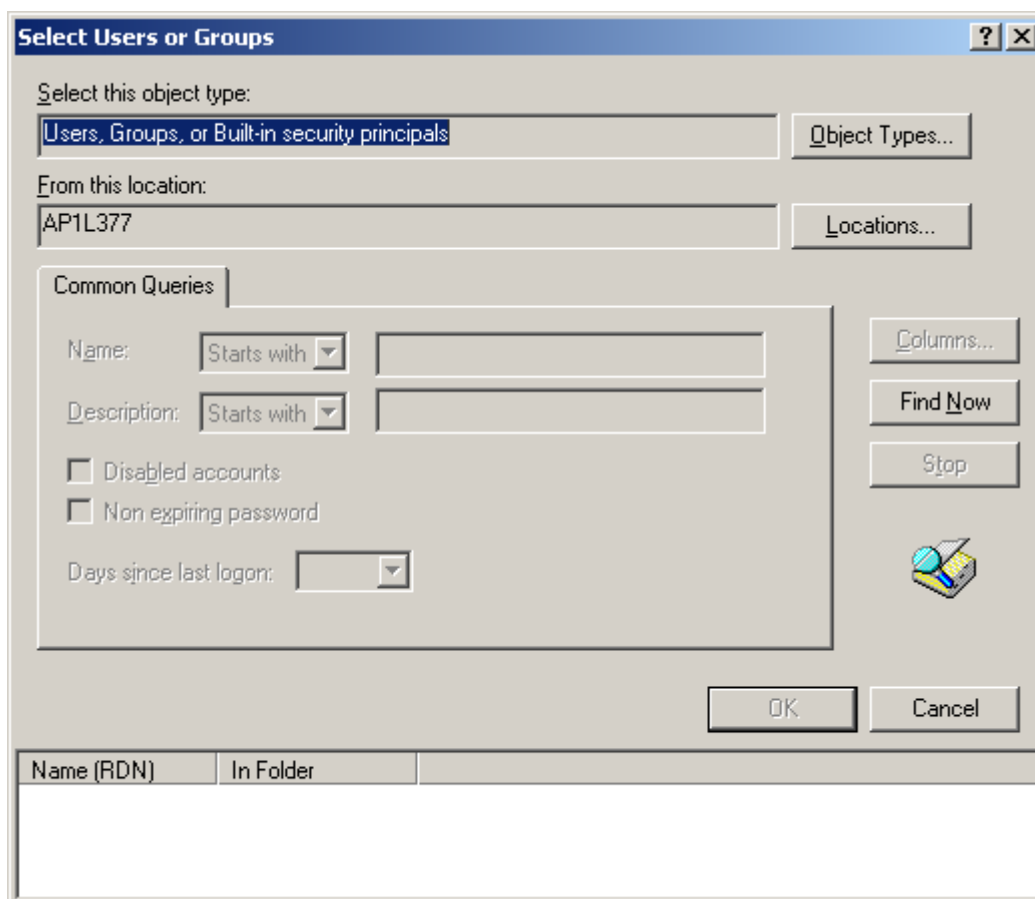 Select Users or Groups
Select this object type:
Users, Groups, or Built-in security principals
Object Types...
From this location:
AP1L377
Locations...
Common Queries
Name: Starts with
Columns...
Description: Starts with
Find Now
Disabled accounts
Stop
Non expiring password
Days since last logon:
OK Cancel
Name (RDN) In Folder